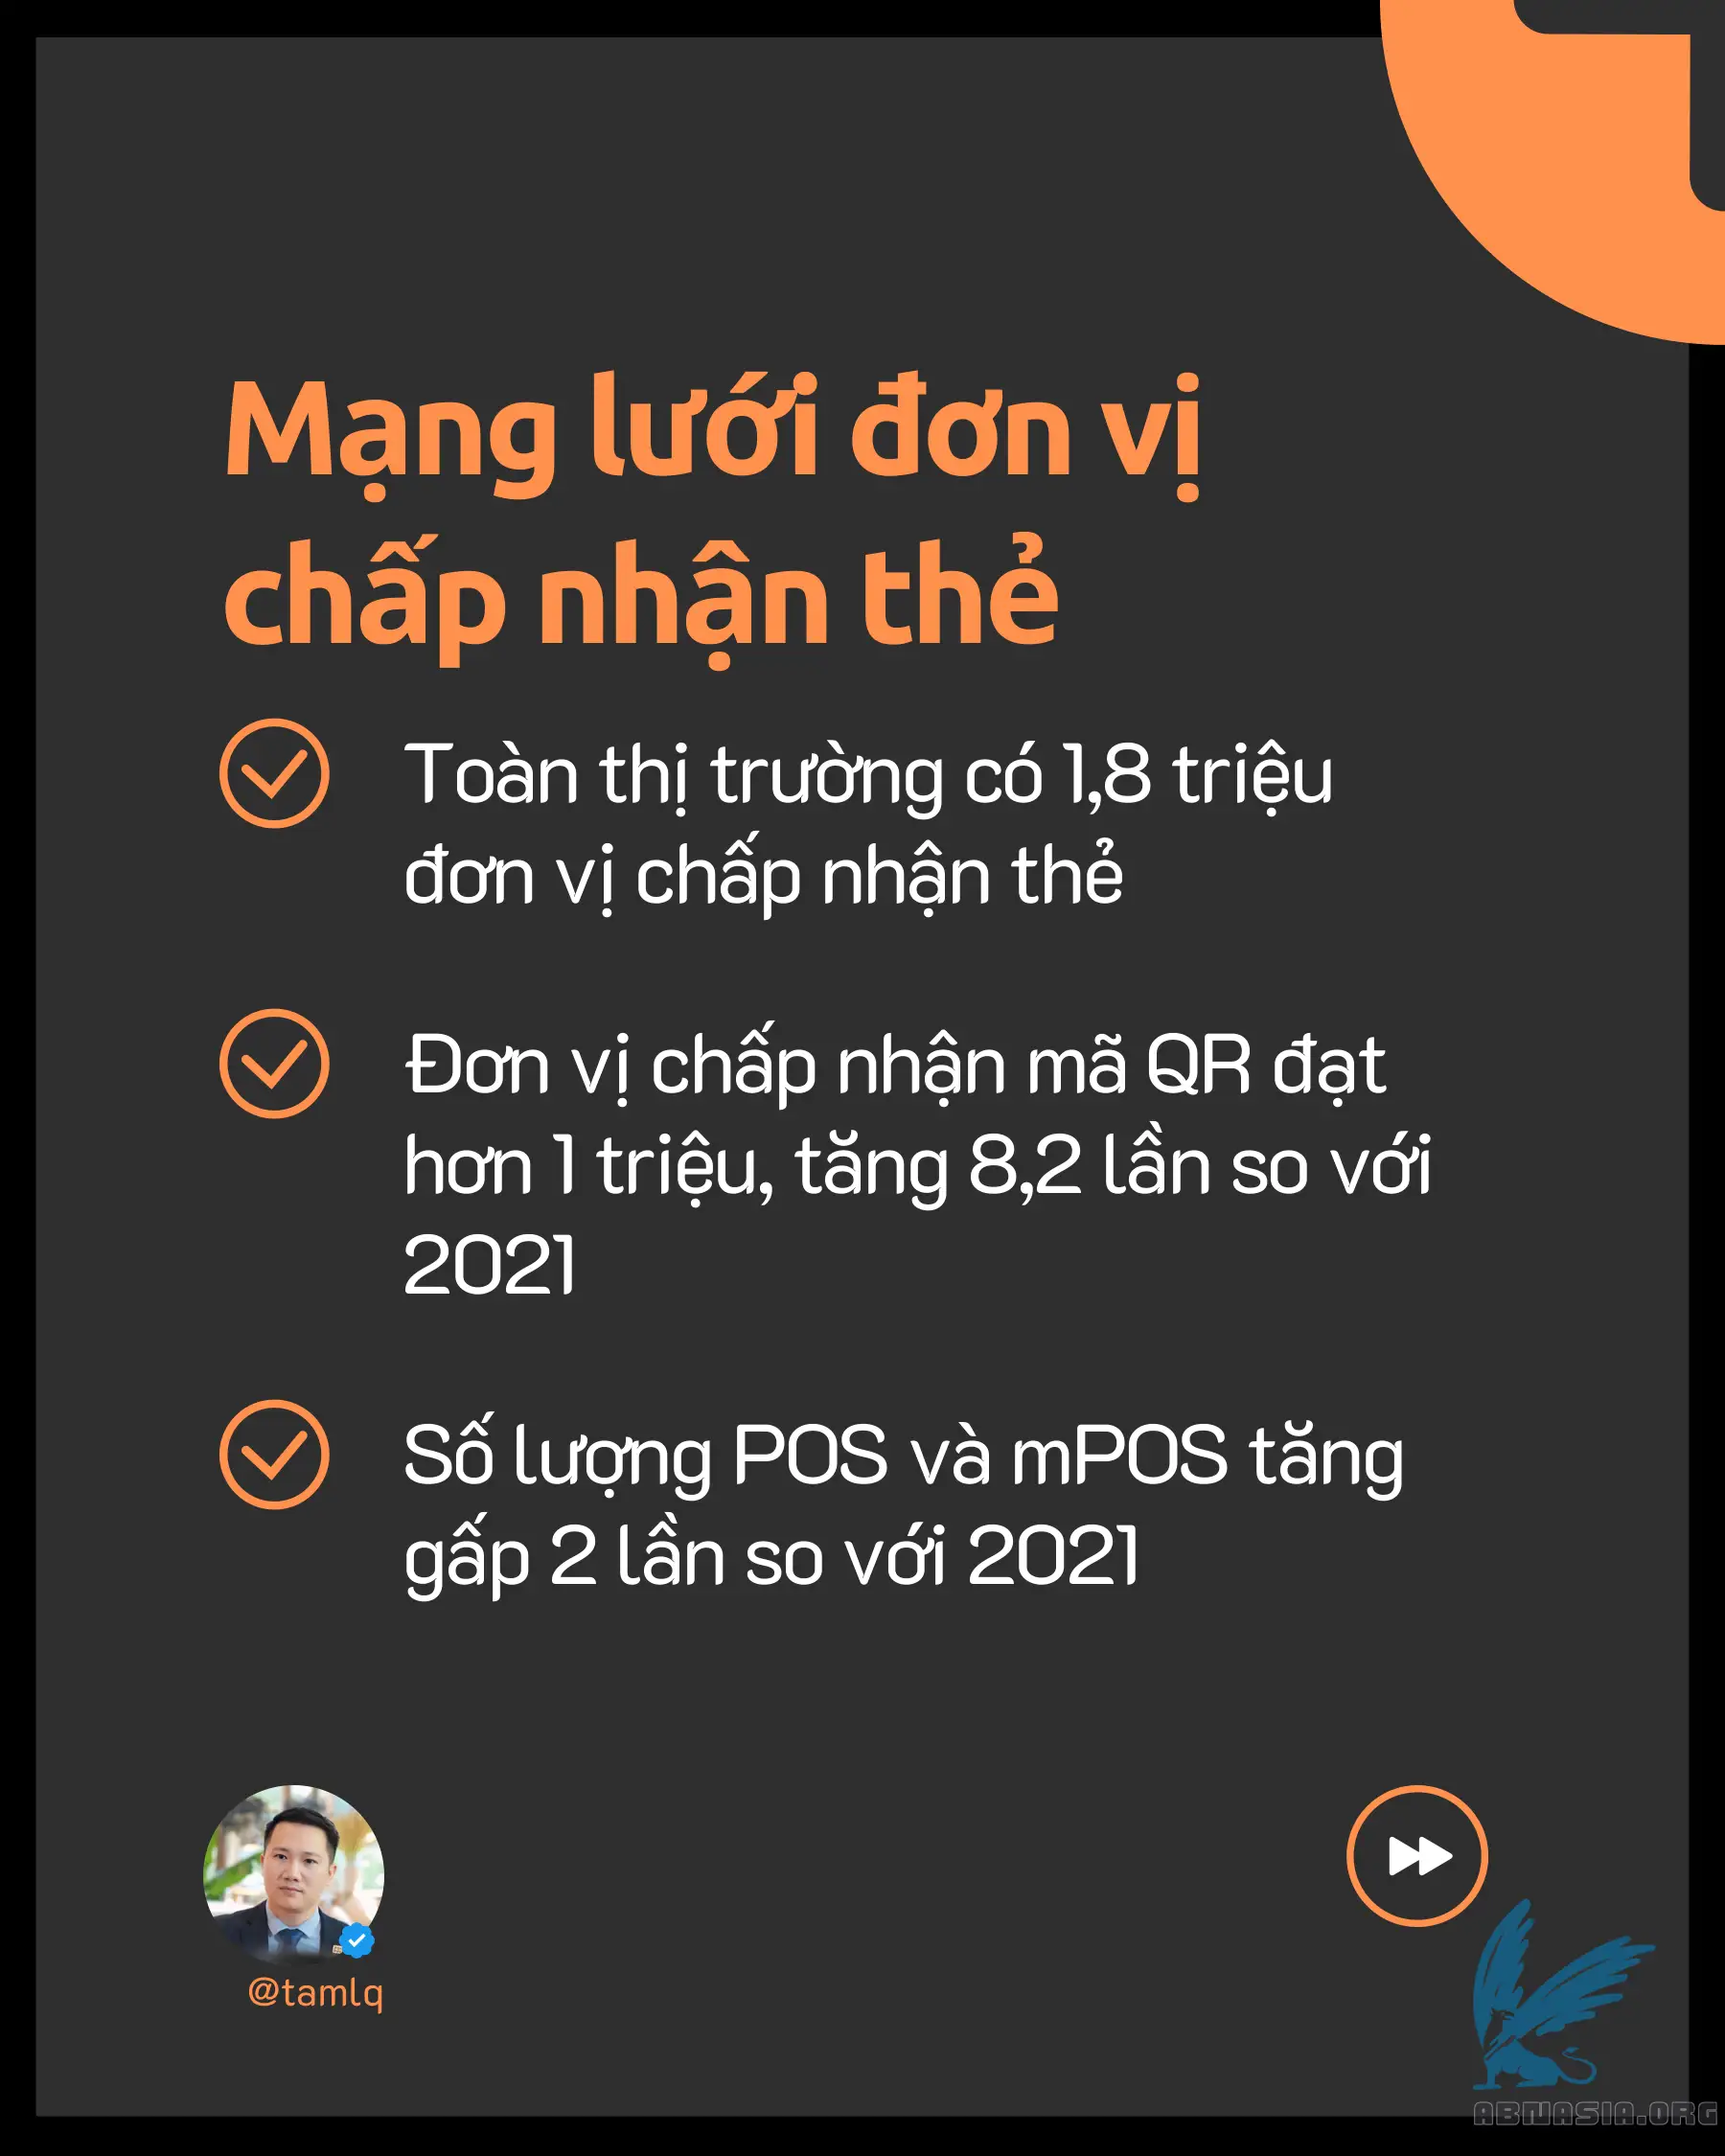 Mạng lưới đơn vị
chấp nhận thẻ
Toàn thị trường có 1,8 triệu
đơn vị chấp nhận thẻ
Đơn vị chấp nhận mã QR đạt
hơn 1 triệu, tăng 8,2 lần so với
2021
Số lượng POS và mPOS tăng
gấp 2 lần so với 2021
@tamlq
ABNASIA.ORG